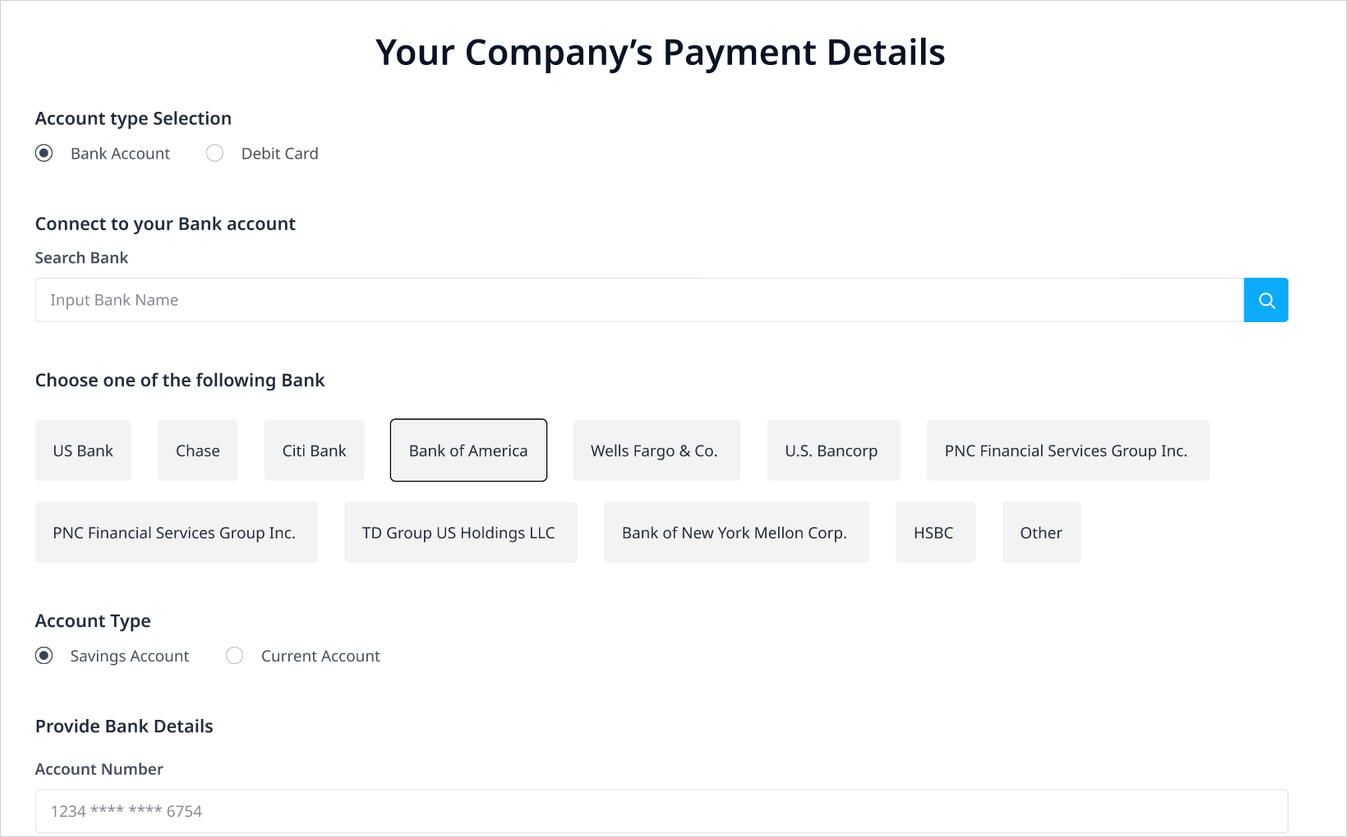 Your Company’s Payment Details
Account type Selection
Bank Account Debit Card
Connect to your Bank account
Search Bank
Input Bank Name
Choose one of the following Bank
US Bank Chase Citi Bank Bank of America Wells Fargo & Co. U.S. Bancorp PNC Financial Services Group Inc.
PNC Financial Services Group Inc. TD Group US Holdings LLC Bank of New York Mellon Corp. HSBC Other
Account Type
Savings Account Current Account
Provide Bank Details
Account Number
1234 **** **** 6754